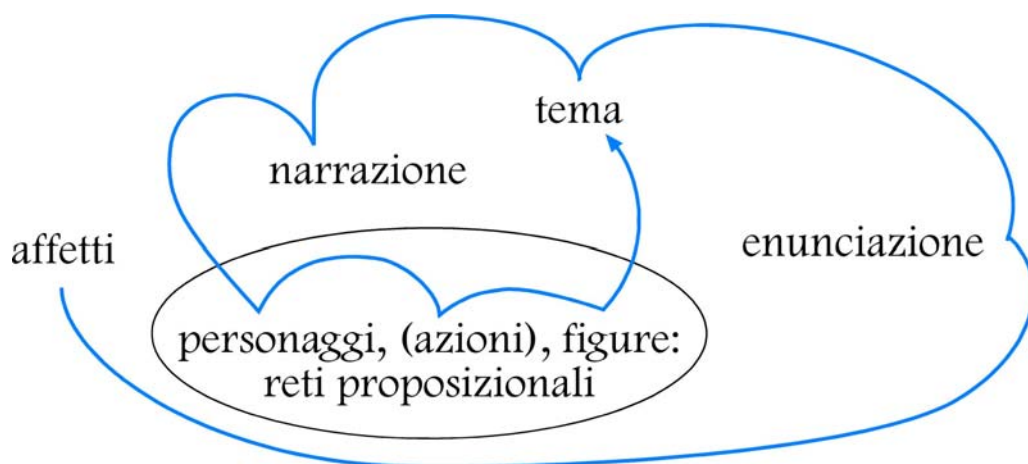 tema
narrazione
affetti
enunciazione
personaggi, (azioni), figure:
reti proposizionali